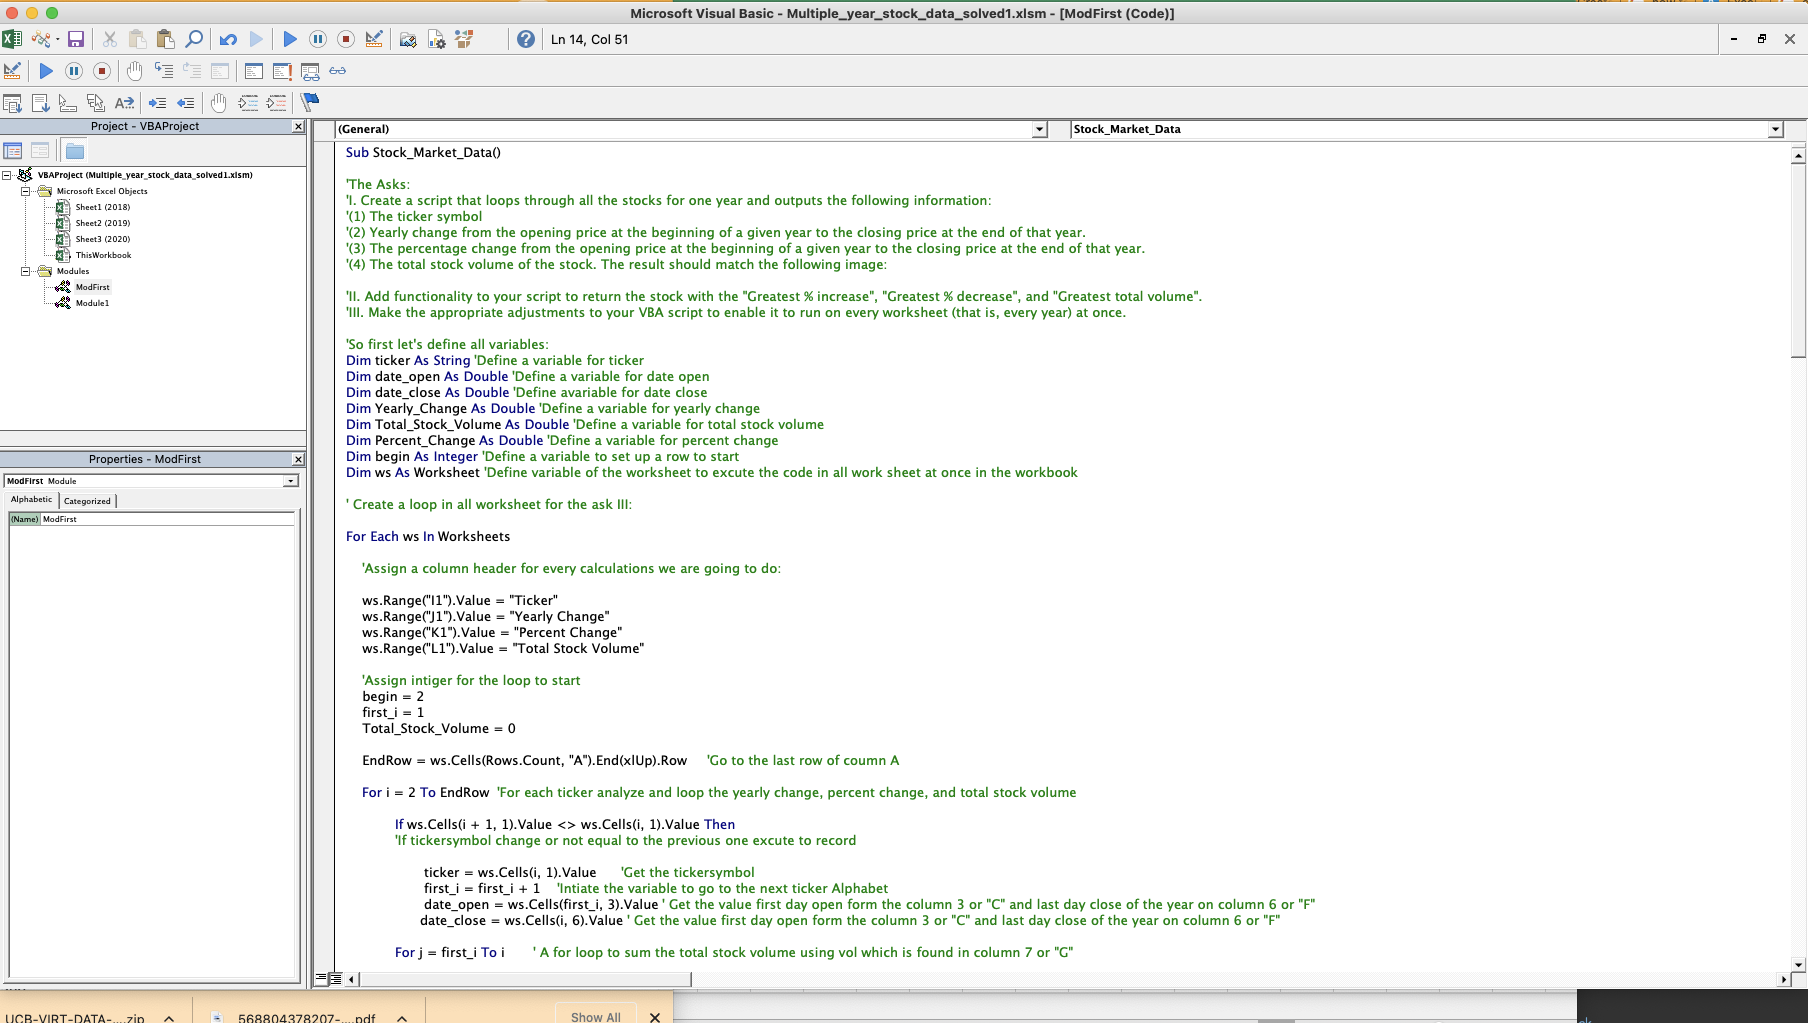 Microsoft Visual Basic - Multiple_year_stock_data_solved1.xlsm - [ModFirst (Code)]
Ln 14, Col 51
Project - VBAProject
(General)
Stock_Market_Data
VBAProject (Multiple_year_stock_data_solved1.xlsm)
Microsoft Excel Objects
Sheet1 (2018)
Sheet2 (2019)
Sheet3 (2020)
ThisWorkbook
Modules
ModFirst
Module1
Properties - ModFirst
ModFirst Module
Alphabetic
Categorized
(Name) ModFirst
Sub Stock_Market_Data()
'The Asks:
'I. Create a script that loops through all the stocks for one year and outputs the following information:
'(1) The ticker symbol
'(2) Yearly change from the opening price at the beginning of a given year to the closing price at the end of that year.
'(3) The percentage change from the opening price at the beginning of a given year to the closing price at the end of that year.
'(4) The total stock volume of the stock. The result should match the following image:
'II. Add functionality to your script to return the stock with the "Greatest % increase", "Greatest % decrease", and "Greatest total volume".
'III. Make the appropriate adjustments to your VBA script to enable it to run on every worksheet (that is, every year) at once.
'So first let's define all variables:
Dim ticker As String 'Define a variable for ticker
Dim date_open As Double 'Define a variable for date open
Dim date_close As Double 'Define avariable for date close
Dim Yearly_Change As Double 'Define a variable for yearly change
Dim Total_Stock_Volume As Double 'Define a variable for total stock volume
Dim Percent_Change As Double 'Define a variable for percent change
Dim begin As Integer 'Define a variable to set up a row to start
Dim ws As Worksheet 'Define variable of the worksheet to excute the code in all work sheet at once in the workbook
' Create a loop in all worksheet for the ask III:
For Each ws In Worksheets
'Assign a column header for every calculations we are going to do:
ws.Range("I1").Value = "Ticker"
ws.Range("J1").Value = "Yearly Change"
ws.Range("K1").Value = "Percent Change"
ws.Range("L1").Value = "Total Stock Volume"
'Assign intiger for the loop to start
begin = 2
first_i = 1
Total_Stock_Volume = 0
EndRow = ws.Cells(Rows.Count, "A").End(xlUp).Row 'Go to the last row of coumn A
For i = 2 To EndRow 'For each ticker analyze and loop the yearly change, percent change, and total stock volume
If ws.Cells(i + 1, 1).Value <> ws.Cells(i, 1).Value Then
'If tickersymbol change or not equal to the previous one excute to record
ticker = ws.Cells(i, 1).Value 'Get the tickersymbol
first_i = first_i + 1 'Intiate the variable to go to the next ticker Alphabet
date_open = ws.Cells(first_i, 3).Value ' Get the value first day open form the column 3 or "C" and last day close of the year on column 6 or "F"
date_close = ws.Cells(i, 6).Value ' Get the value first day open form the column 3 or "C" and last day close of the year on column 6 or "F"
For j = first_i To i ' A for loop to sum the total stock volume using vol which is found in column 7 or "G"
UCB-VIRT-DATA-....zip
568804378207-....pdf
Show All